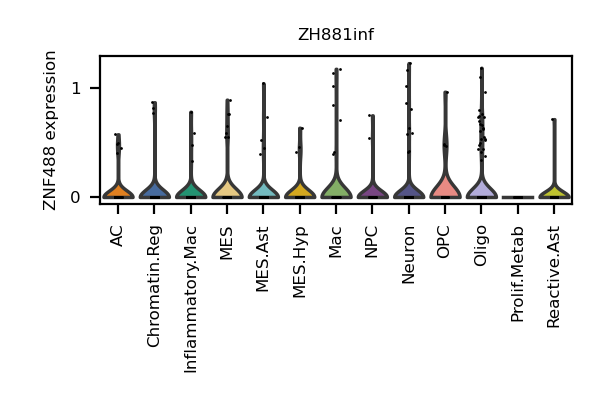 ZH881inf
ZNF488 expression
1
0
AC
Chromatin.Reg
Inflammatory.Mac
MES
MES.Ast
MES.Hyp
Mac
NPC
Neuron
OPC
Oligo
Prolif.Metab
Reactive.Ast